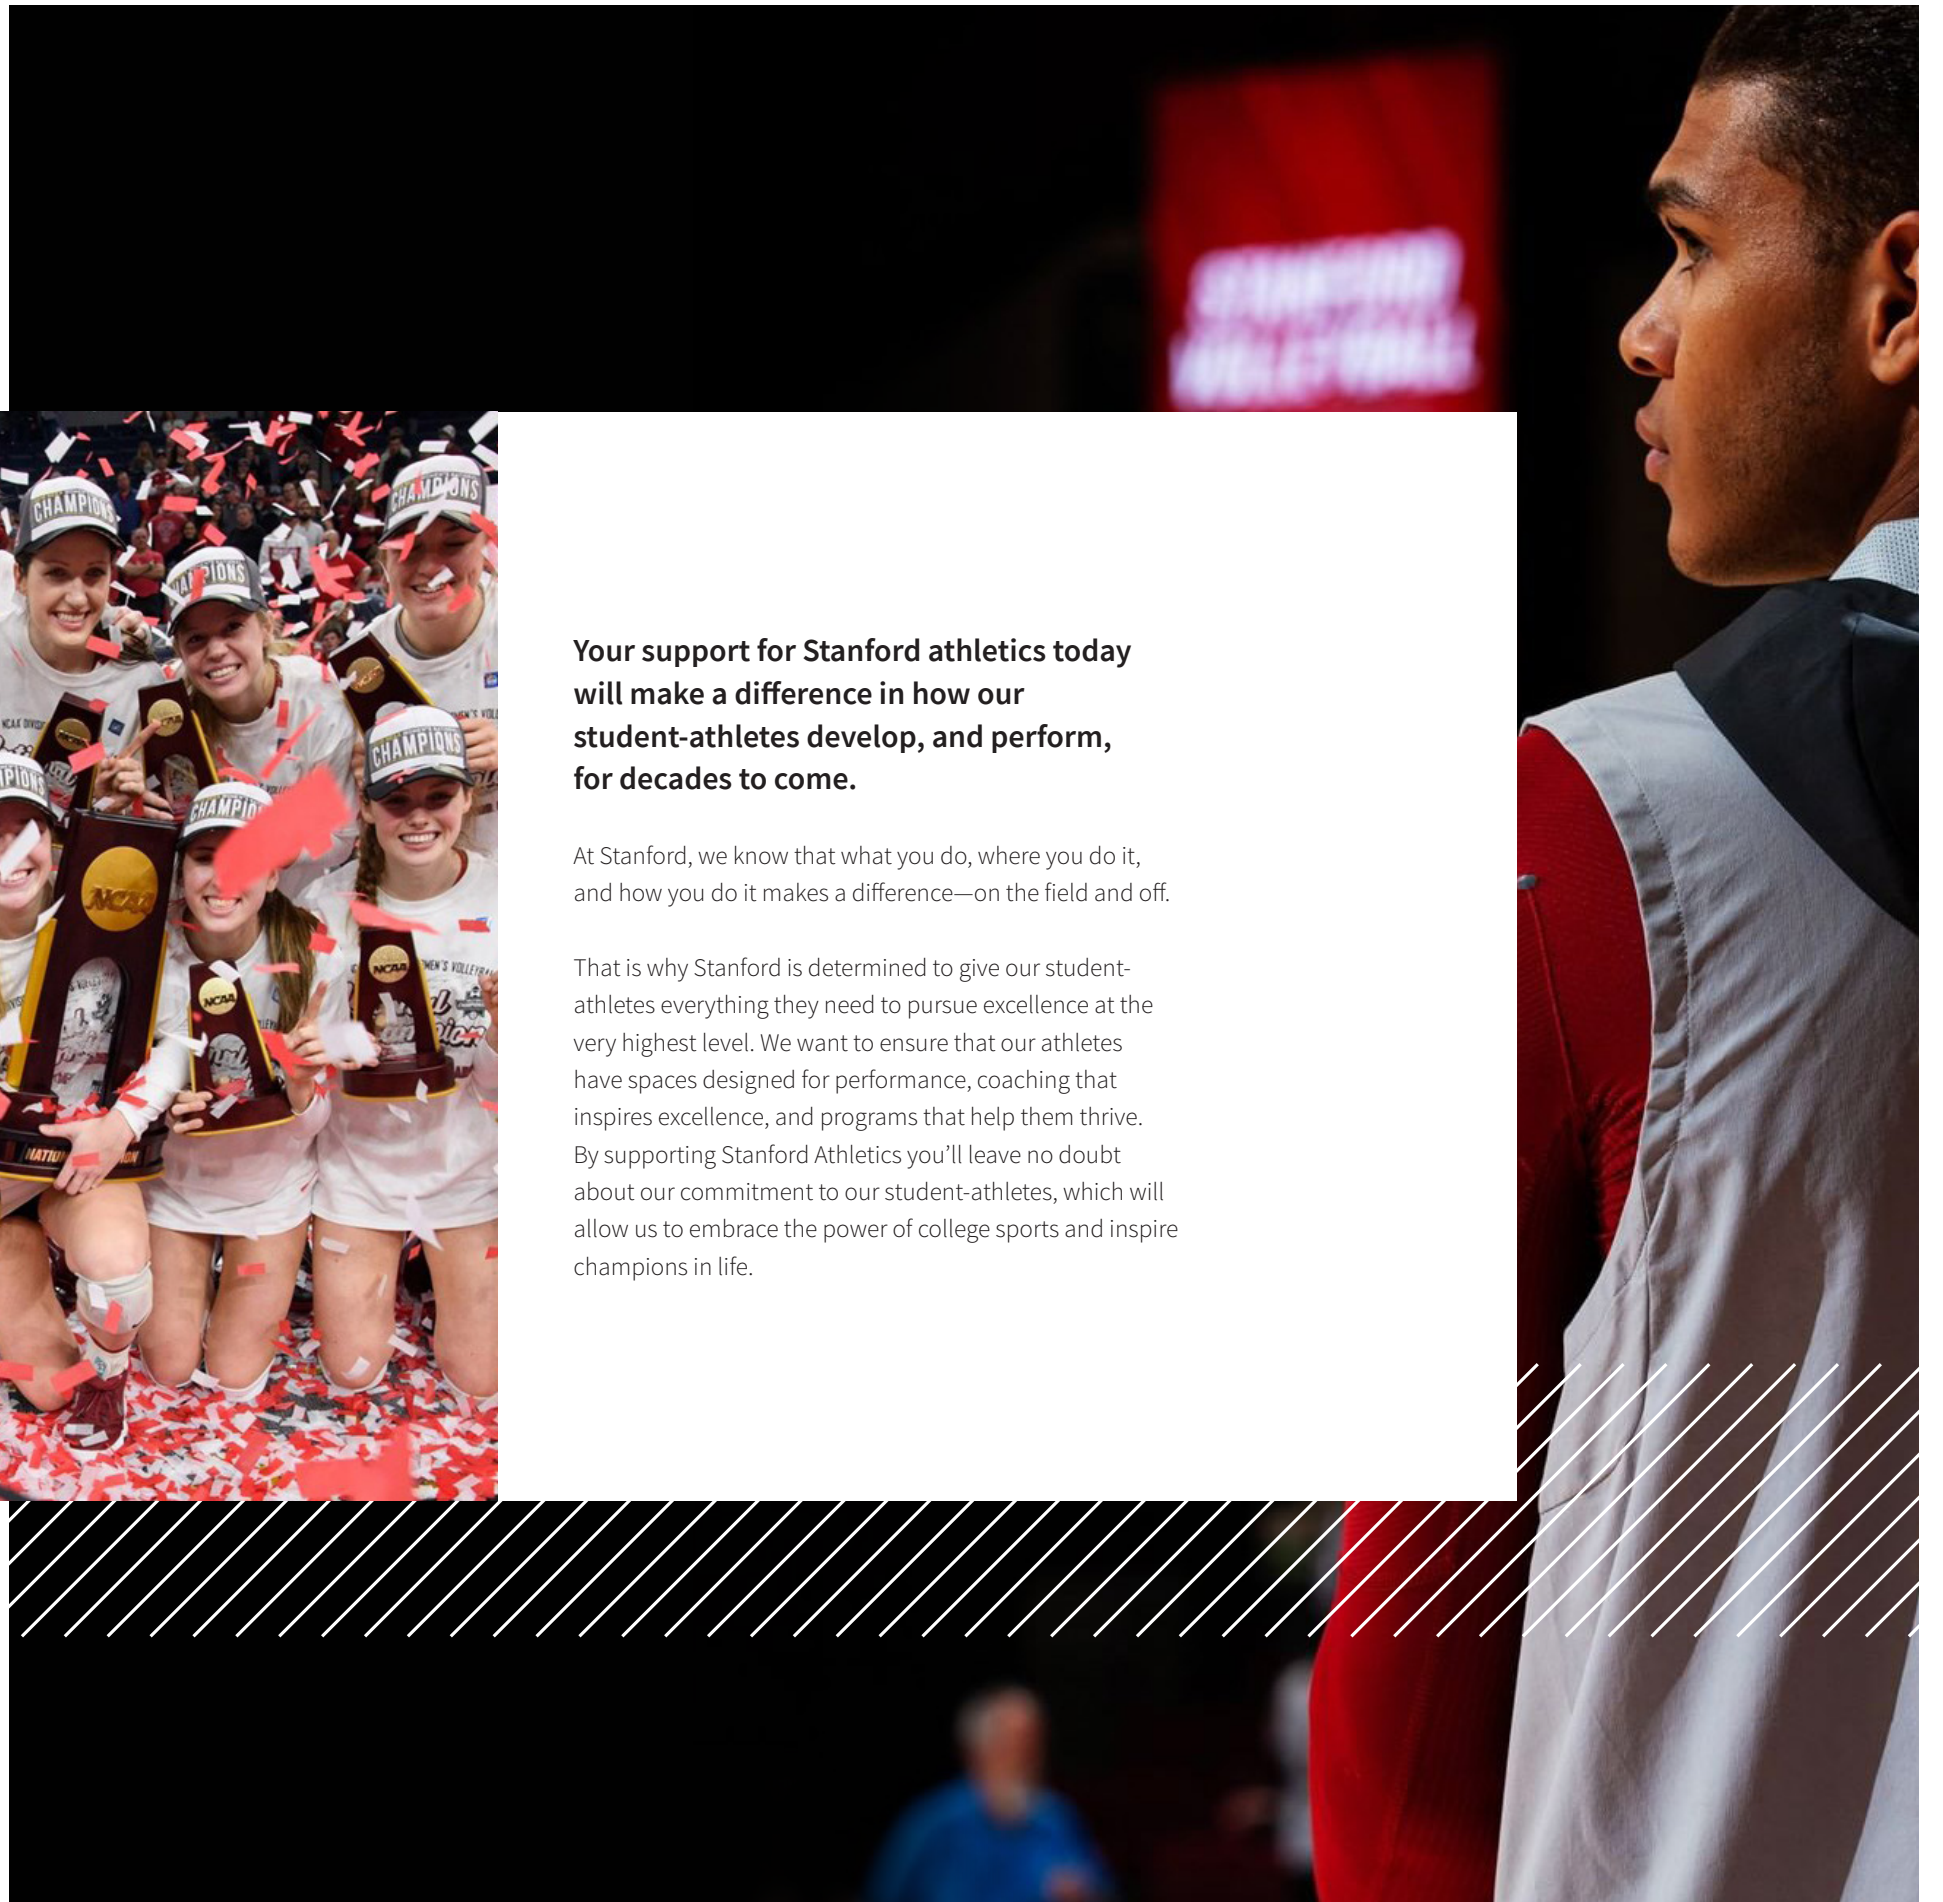 STANFORD
VOLLEYBALL
CHAMPIONS
CHAMPIONS
CHAMPIONS
CHAMPIONS
NCAA
NCAA
NCAA
Your support for Stanford athletics today
will make a difference in how our
student-athletes develop, and perform,
for decades to come.
At Stanford, we know that what you do, where you do it,
and how you do it makes a difference—on the field and off.
That is why Stanford is determined to give our student-
athletes everything they need to pursue excellence at the
very highest level. We want to ensure that our athletes
have spaces designed for performance, coaching that
inspires excellence, and programs that help them thrive.
By supporting Stanford Athletics you’ll leave no doubt
about our commitment to our student-athletes, which will
allow us to embrace the power of college sports and inspire
champions in life.